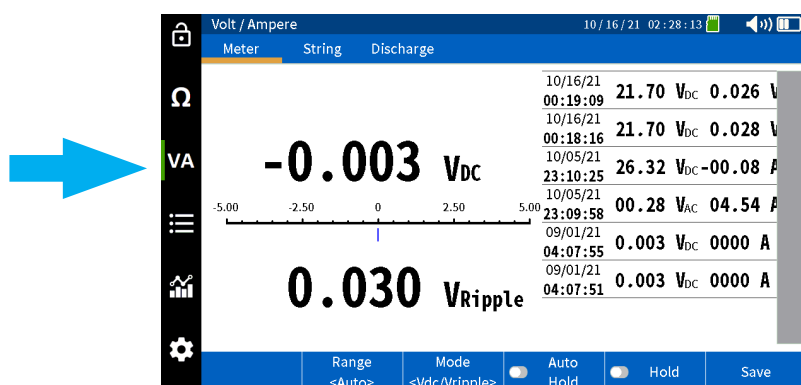 Volt / Ampere
10/16/21 02:28:13
Meter String Discharge
Ω
VA
-0.003 VDC
-5.00 -2.50 0 2.50 5.00
0.030 VRipple
10/16/21
00:19:09 21.70 VDC 0.026 V
10/16/21
00:18:16 21.70 VDC 0.028 V
10/05/21
23:10:25 26.32 VDC -00.08 A
10/05/21
23:09:58 00.28 VAC 04.54 A
09/01/21
04:07:55 0.003 VDC 0000 A
09/01/21
04:07:51 0.003 VDC 0000 A
Range
<Auto>
Mode
<Vdc/Vripple>
Auto
Hold
Hold
Save